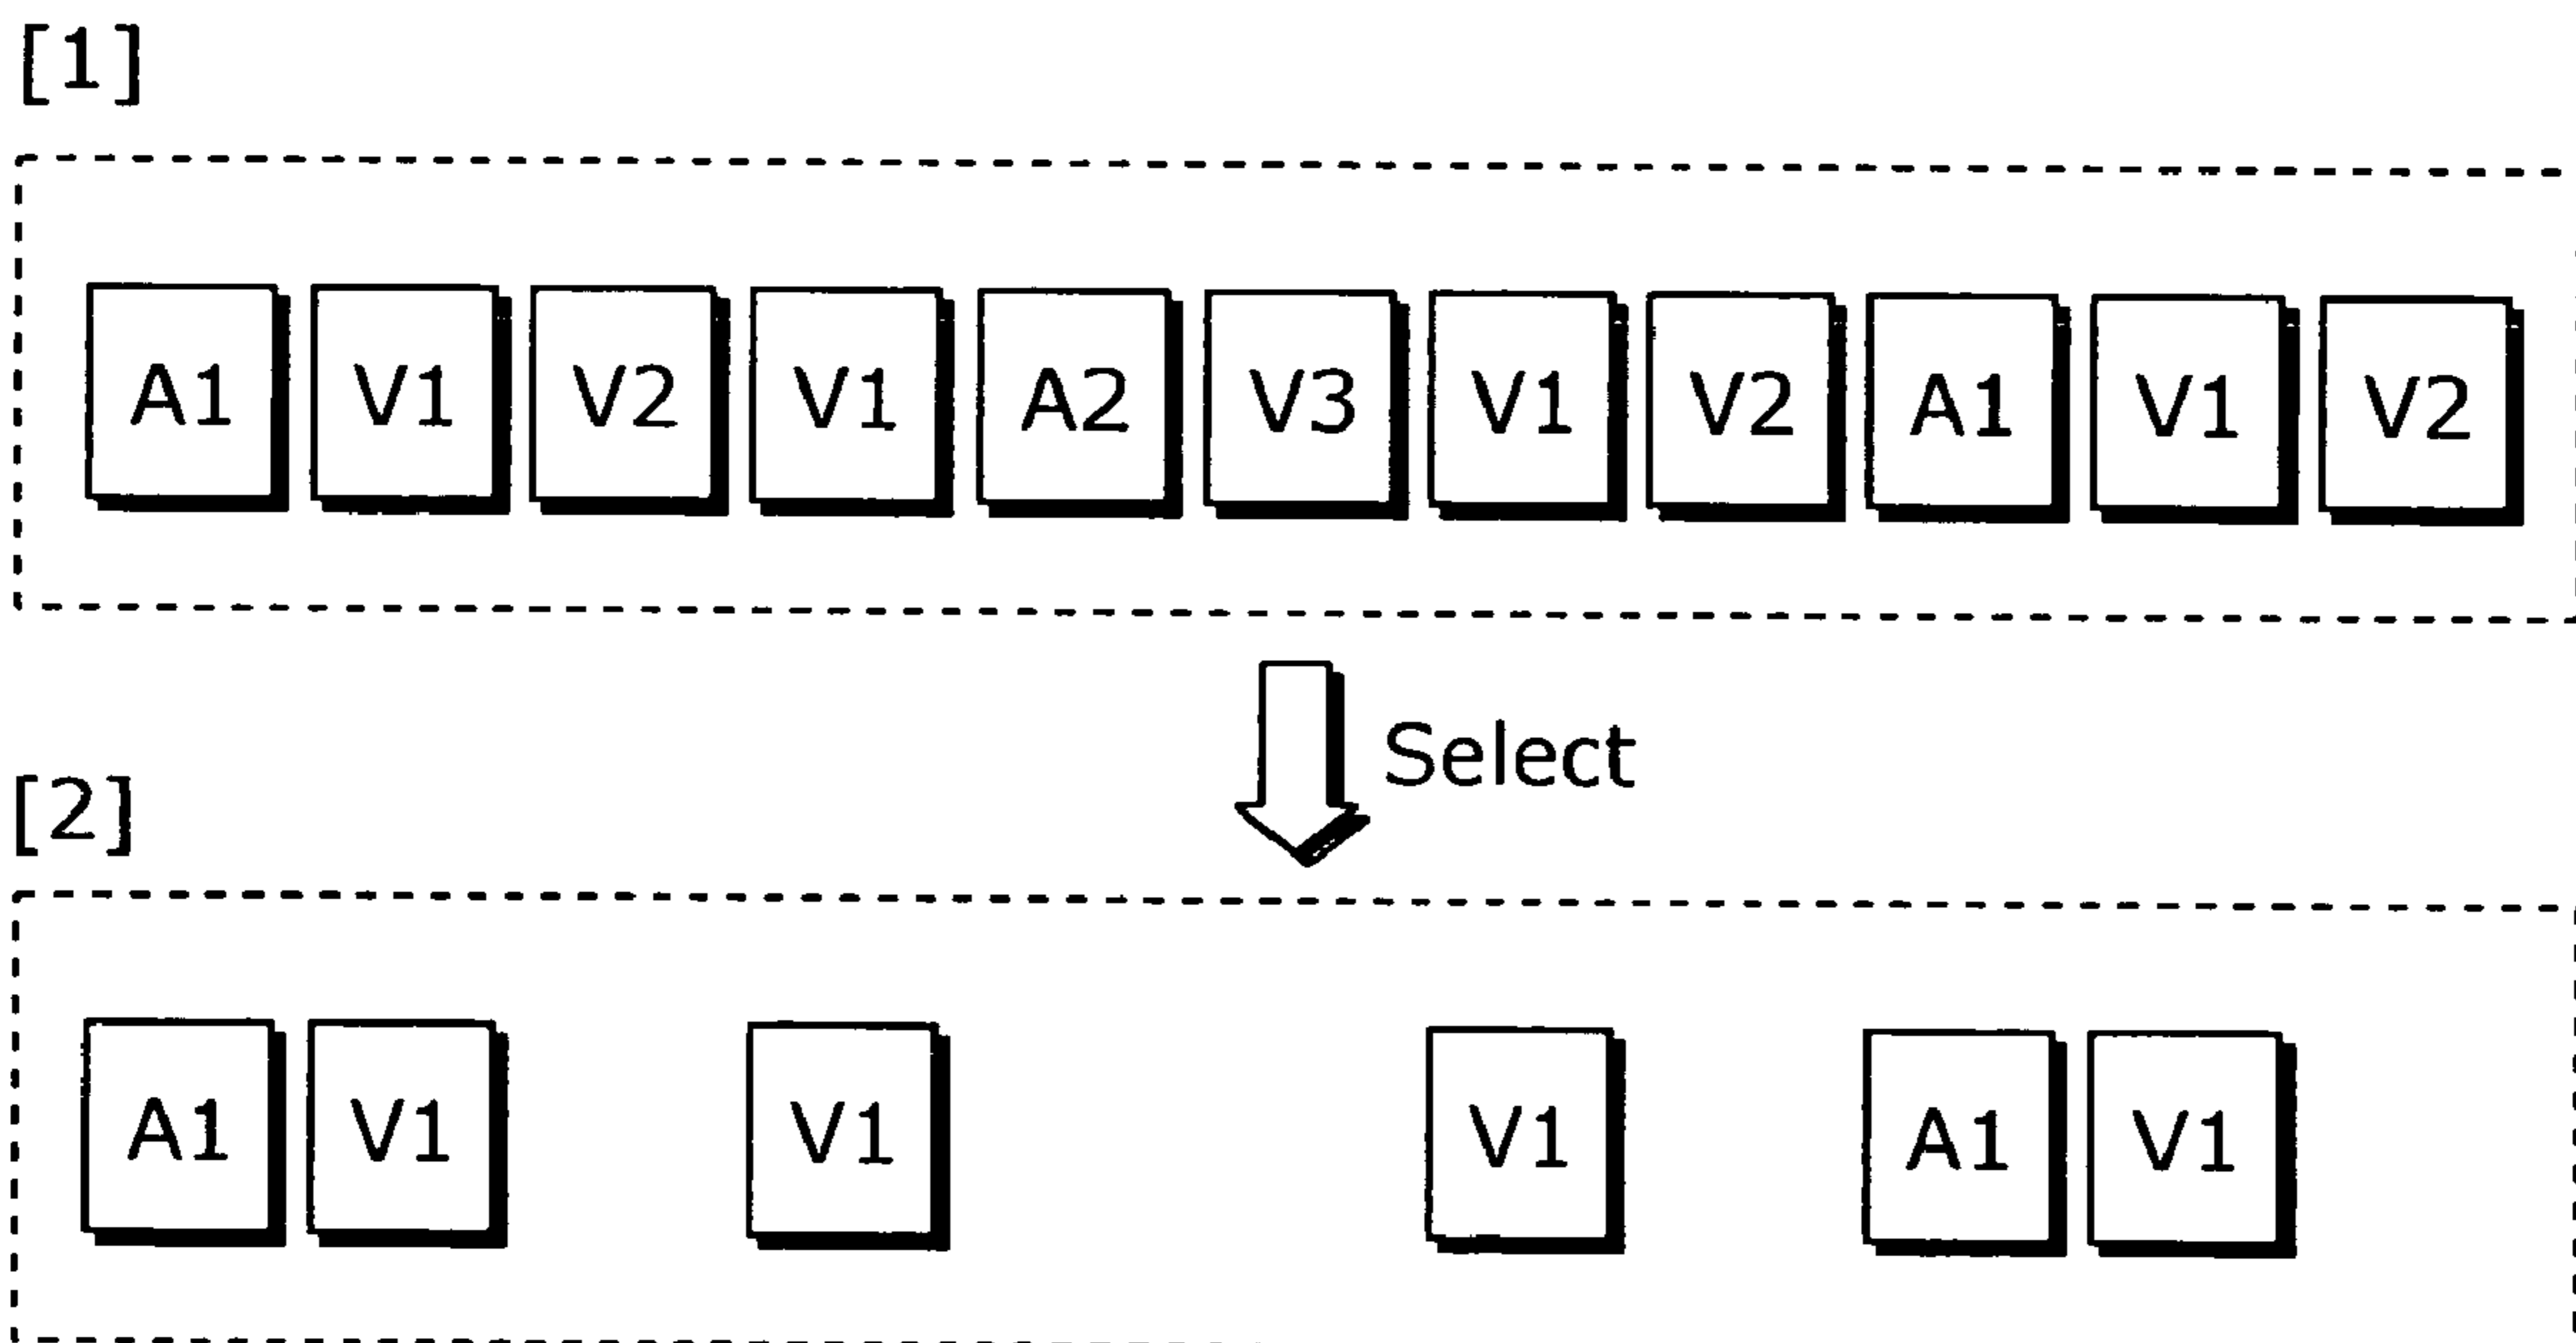 [1]
A1 V1 V2 V1 A2 V3 V1 V2 A1 V1 V2
Select
[2]
A1 V1 V1 V1 A1 V1